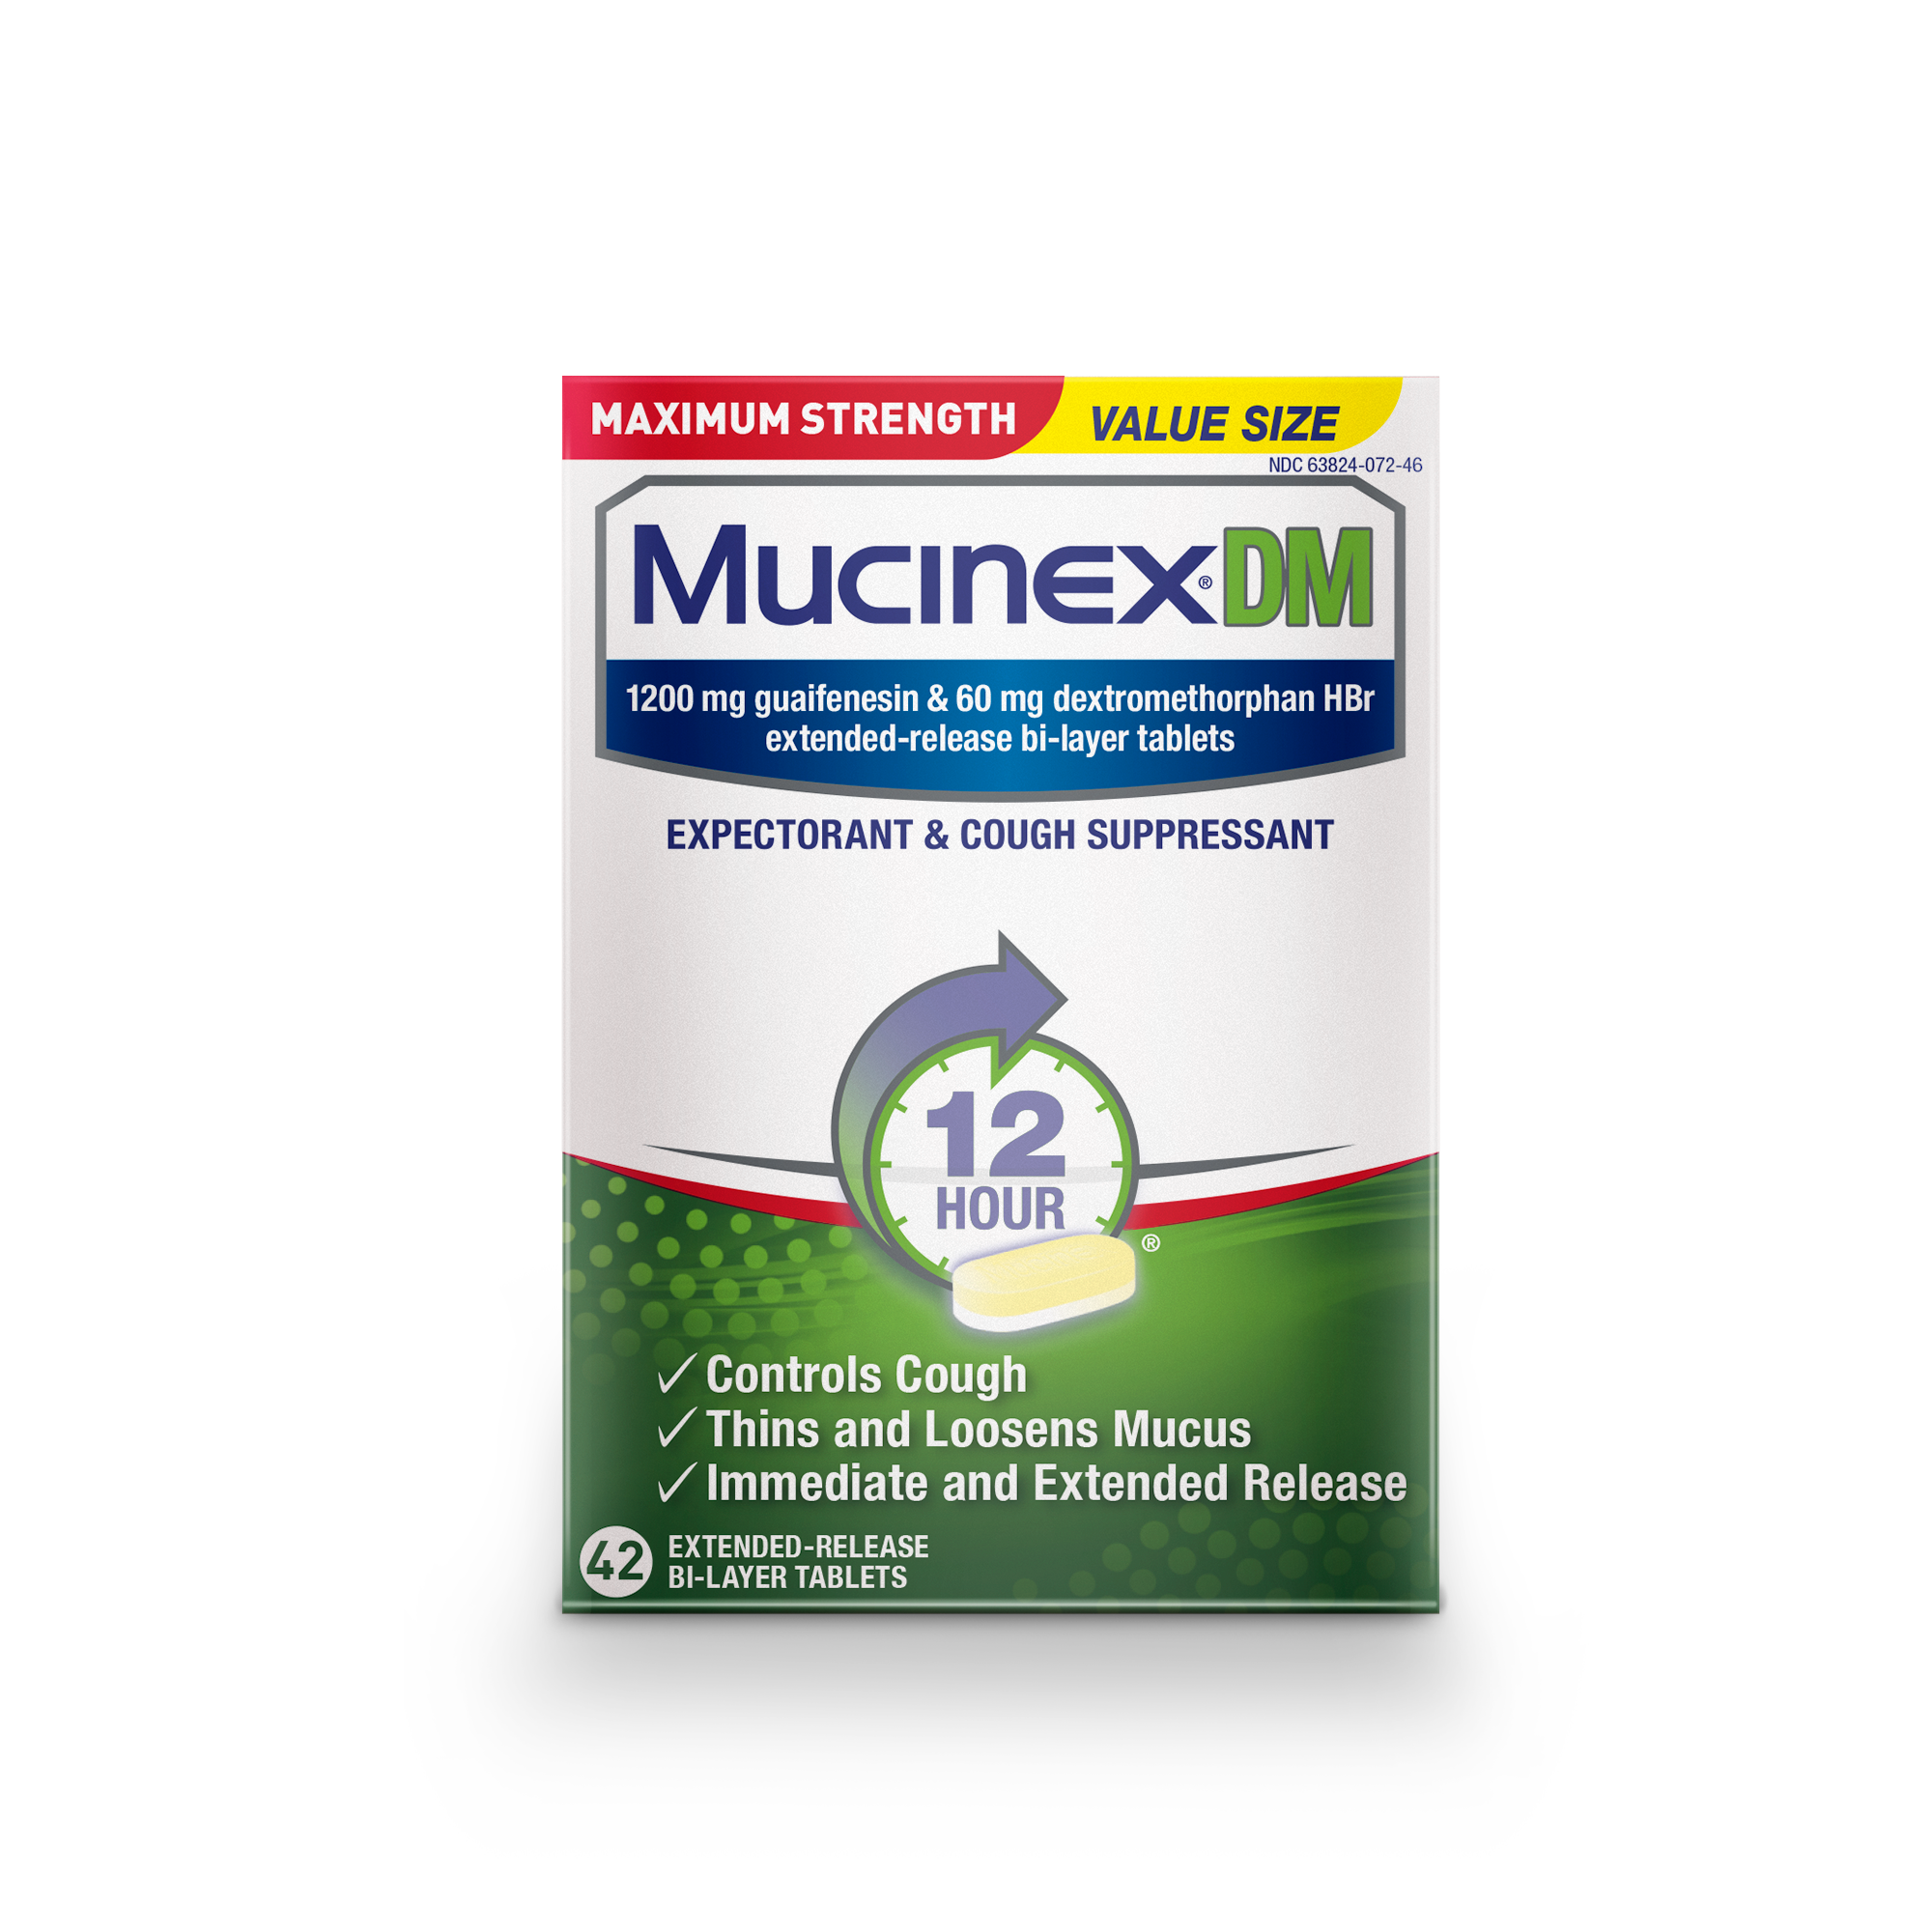 MAXIMUM STRENGTH
VALUE SIZE
NDC 63824-072-46
Mucinex® DM
1200 mg guaifenesin & 60 mg dextromethorphan HBr
extended-release bi-layer tablets
EXPECTORANT & COUGH SUPPRESSANT
12
HOUR
®
✓ Controls Cough
✓ Thins and Loosens Mucus
✓ Immediate and Extended Release
42 EXTENDED-RELEASE
BI-LAYER TABLETS